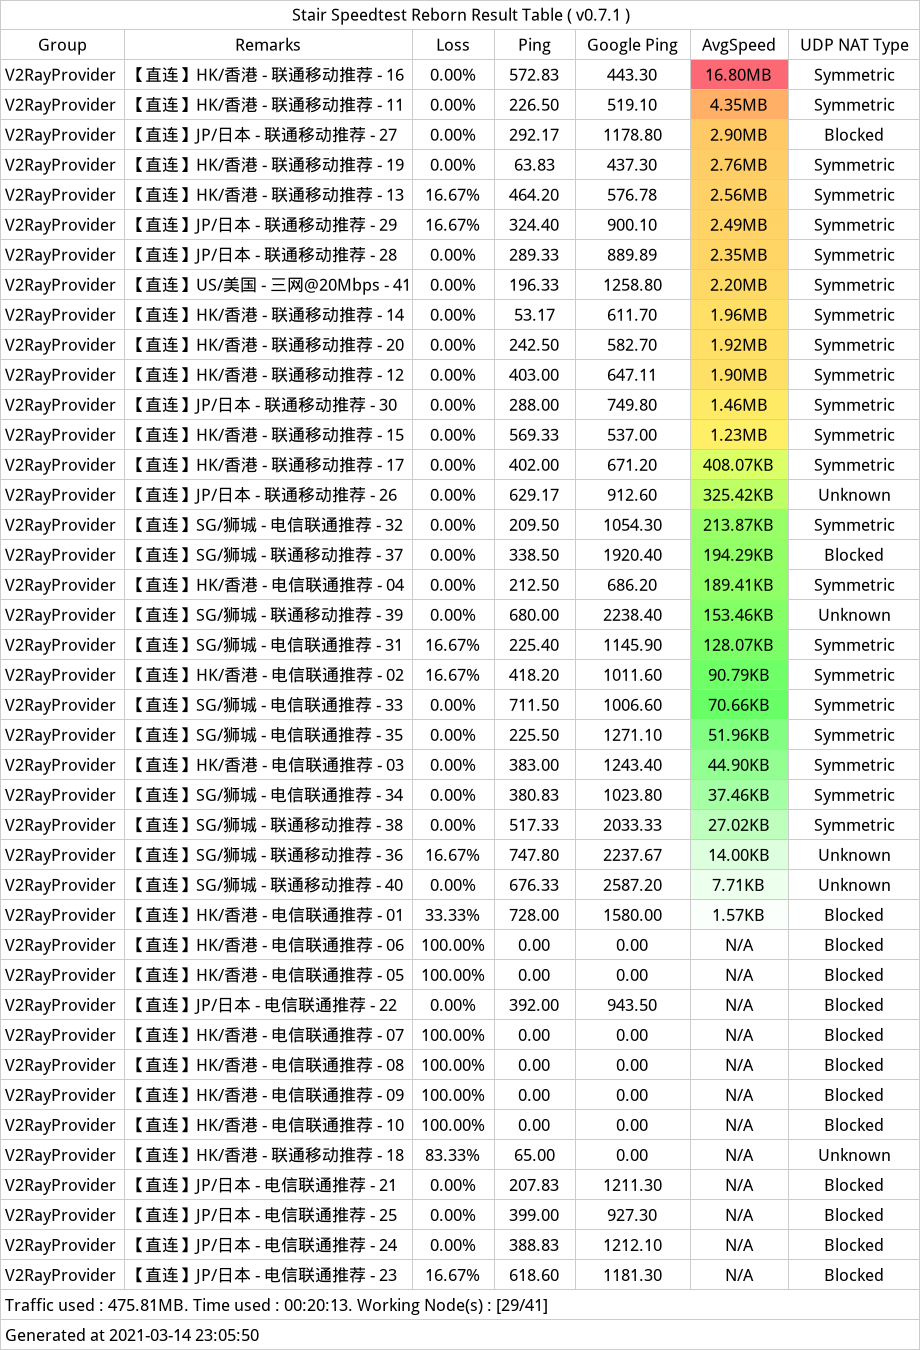 Stair Speedtest Reborn Result Table ( v0.7.1 )
Group Remarks Loss Ping Google Ping AvgSpeed UDP NAT Type
V2RayProvider 【直连】HK/香港 - 联通移动推荐 - 16 0.00% 572.83 443.30 16.80MB Symmetric
V2RayProvider 【直连】HK/香港 - 联通移动推荐 - 11 0.00% 226.50 519.10 4.35MB Symmetric
V2RayProvider 【直连】JP/日本 - 联通移动推荐 - 27 0.00% 292.17 1178.80 2.90MB Blocked
V2RayProvider 【直连】HK/香港 - 联通移动推荐 - 19 0.00% 63.83 437.30 2.76MB Symmetric
V2RayProvider 【直连】HK/香港 - 联通移动推荐 - 13 16.67% 464.20 576.78 2.56MB Symmetric
V2RayProvider 【直连】JP/日本 - 联通移动推荐 - 29 16.67% 324.40 900.10 2.49MB Symmetric
V2RayProvider 【直连】JP/日本 - 联通移动推荐 - 28 0.00% 289.33 889.89 2.35MB Symmetric
V2RayProvider 【直连】US/美国 - 三网@20Mbps - 41 0.00% 196.33 1258.80 2.20MB Symmetric
V2RayProvider 【直连】HK/香港 - 联通移动推荐 - 14 0.00% 53.17 611.70 1.96MB Symmetric
V2RayProvider 【直连】HK/香港 - 联通移动推荐 - 20 0.00% 242.50 582.70 1.92MB Symmetric
V2RayProvider 【直连】HK/香港 - 联通移动推荐 - 12 0.00% 403.00 647.11 1.90MB Symmetric
V2RayProvider 【直连】JP/日本 - 联通移动推荐 - 30 0.00% 288.00 749.80 1.46MB Symmetric
V2RayProvider 【直连】HK/香港 - 联通移动推荐 - 15 0.00% 569.33 537.00 1.23MB Symmetric
V2RayProvider 【直连】HK/香港 - 联通移动推荐 - 17 0.00% 402.00 671.20 408.07KB Symmetric
V2RayProvider 【直连】JP/日本 - 联通移动推荐 - 26 0.00% 629.17 912.60 325.42KB Unknown
V2RayProvider 【直连】SG/狮城 - 电信联通推荐 - 32 0.00% 209.50 1054.30 213.87KB Symmetric
V2RayProvider 【直连】SG/狮城 - 联通移动推荐 - 37 0.00% 338.50 1920.40 194.29KB Blocked
V2RayProvider 【直连】HK/香港 - 电信联通推荐 - 04 0.00% 212.50 686.20 189.41KB Symmetric
V2RayProvider 【直连】SG/狮城 - 联通移动推荐 - 39 0.00% 680.00 2238.40 153.46KB Unknown
V2RayProvider 【直连】SG/狮城 - 电信联通推荐 - 31 16.67% 225.40 1145.90 128.07KB Symmetric
V2RayProvider 【直连】HK/香港 - 电信联通推荐 - 02 16.67% 418.20 1011.60 90.79KB Symmetric
V2RayProvider 【直连】SG/狮城 - 电信联通推荐 - 33 0.00% 711.50 1006.60 70.66KB Symmetric
V2RayProvider 【直连】SG/狮城 - 电信联通推荐 - 35 0.00% 225.50 1271.10 51.96KB Symmetric
V2RayProvider 【直连】HK/香港 - 电信联通推荐 - 03 0.00% 383.00 1243.40 44.90KB Symmetric
V2RayProvider 【直连】SG/狮城 - 电信联通推荐 - 34 0.00% 380.83 1023.80 37.46KB Symmetric
V2RayProvider 【直连】SG/狮城 - 联通移动推荐 - 38 0.00% 517.33 2033.33 27.02KB Symmetric
V2RayProvider 【直连】SG/狮城 - 联通移动推荐 - 36 16.67% 747.80 2237.67 14.00KB Unknown
V2RayProvider 【直连】SG/狮城 - 联通移动推荐 - 40 0.00% 676.33 2587.20 7.71KB Unknown
V2RayProvider 【直连】HK/香港 - 电信联通推荐 - 01 33.33% 728.00 1580.00 1.57KB Blocked
V2RayProvider 【直连】HK/香港 - 电信联通推荐 - 06 100.00% 0.00 0.00 N/A Blocked
V2RayProvider 【直连】HK/香港 - 电信联通推荐 - 05 100.00% 0.00 0.00 N/A Blocked
V2RayProvider 【直连】JP/日本 - 电信联通推荐 - 22 0.00% 392.00 943.50 N/A Blocked
V2RayProvider 【直连】HK/香港 - 电信联通推荐 - 07 100.00% 0.00 0.00 N/A Blocked
V2RayProvider 【直连】HK/香港 - 电信联通推荐 - 08 100.00% 0.00 0.00 N/A Blocked
V2RayProvider 【直连】HK/香港 - 电信联通推荐 - 09 100.00% 0.00 0.00 N/A Blocked
V2RayProvider 【直连】HK/香港 - 电信联通推荐 - 10 100.00% 0.00 0.00 N/A Blocked
V2RayProvider 【直连】HK/香港 - 联通移动推荐 - 18 83.33% 65.00 0.00 N/A Unknown
V2RayProvider 【直连】JP/日本 - 电信联通推荐 - 21 0.00% 207.83 1211.30 N/A Blocked
V2RayProvider 【直连】JP/日本 - 电信联通推荐 - 25 0.00% 399.00 927.30 N/A Blocked
V2RayProvider 【直连】JP/日本 - 电信联通推荐 - 24 0.00% 388.83 1212.10 N/A Blocked
V2RayProvider 【直连】JP/日本 - 电信联通推荐 - 23 16.67% 618.60 1181.30 N/A Blocked
Traffic used : 475.81MB. Time used : 00:20:13. Working Node(s) : [29/41]
Generated at 2021-03-14 23:05:50